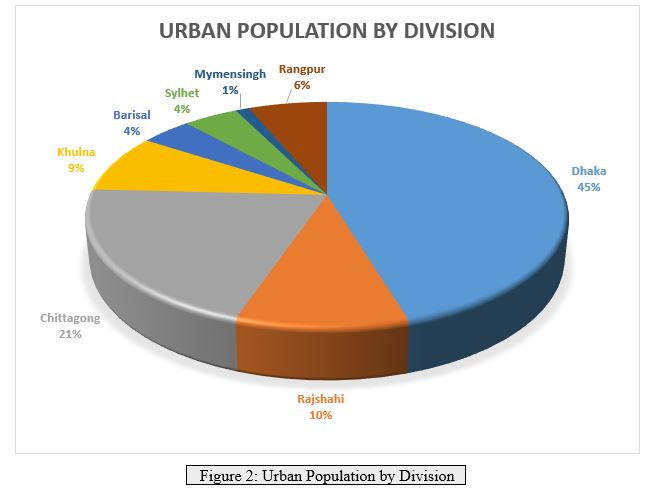 URBAN POPULATION BY DIVISION
Mymensingh
1%
Rangpur
6%
Sylhet
4%
Barisal
4%
Khulna
9%
Dhaka
45%
Chittagong
21%
Rajshahi
10%
Figure 2: Urban Population by Division